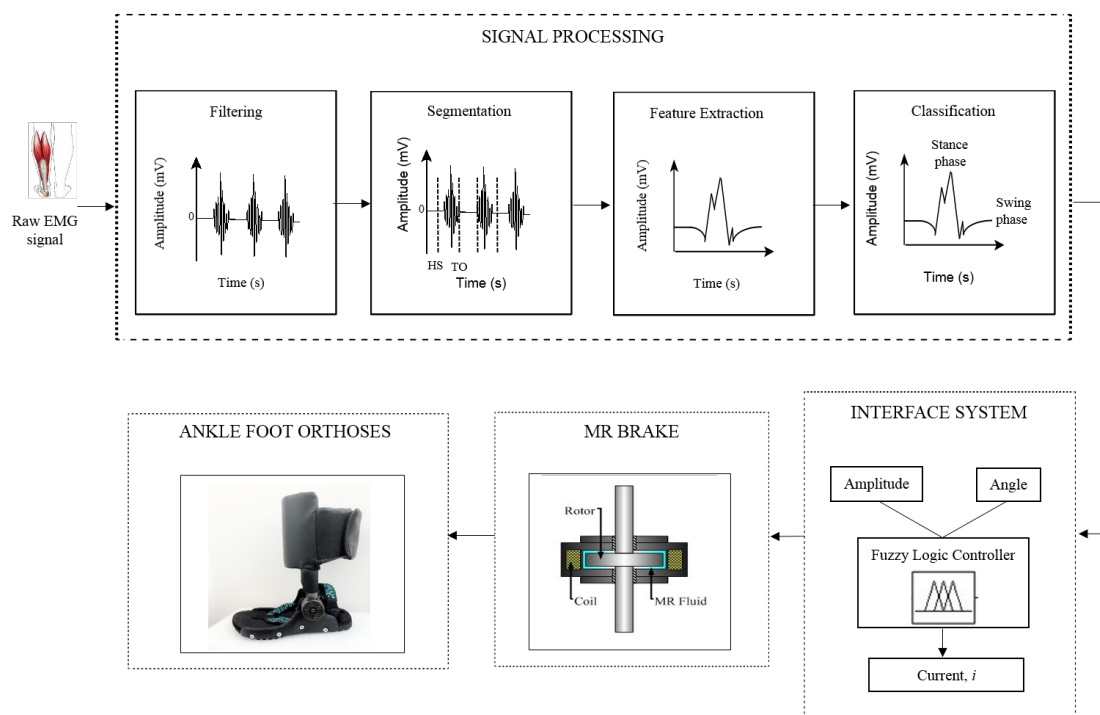 SIGNAL PROCESSING
Raw EMG
signal
Filtering
Amplitude (mV)
0
Time (s)
Segmentation
Amplitude (mV)
0
HS TO
Time (s)
Feature Extraction
Amplitude (mV)
Time (s)
Classification
Stance
phase
Swing
phase
Amplitude (mV)
Time (s)
ANKLE FOOT ORTHOSES
MR BRAKE
Rotor
Coil
MR Fluid
INTERFACE SYSTEM
Amplitude
Angle
Fuzzy Logic Controller
Current, i